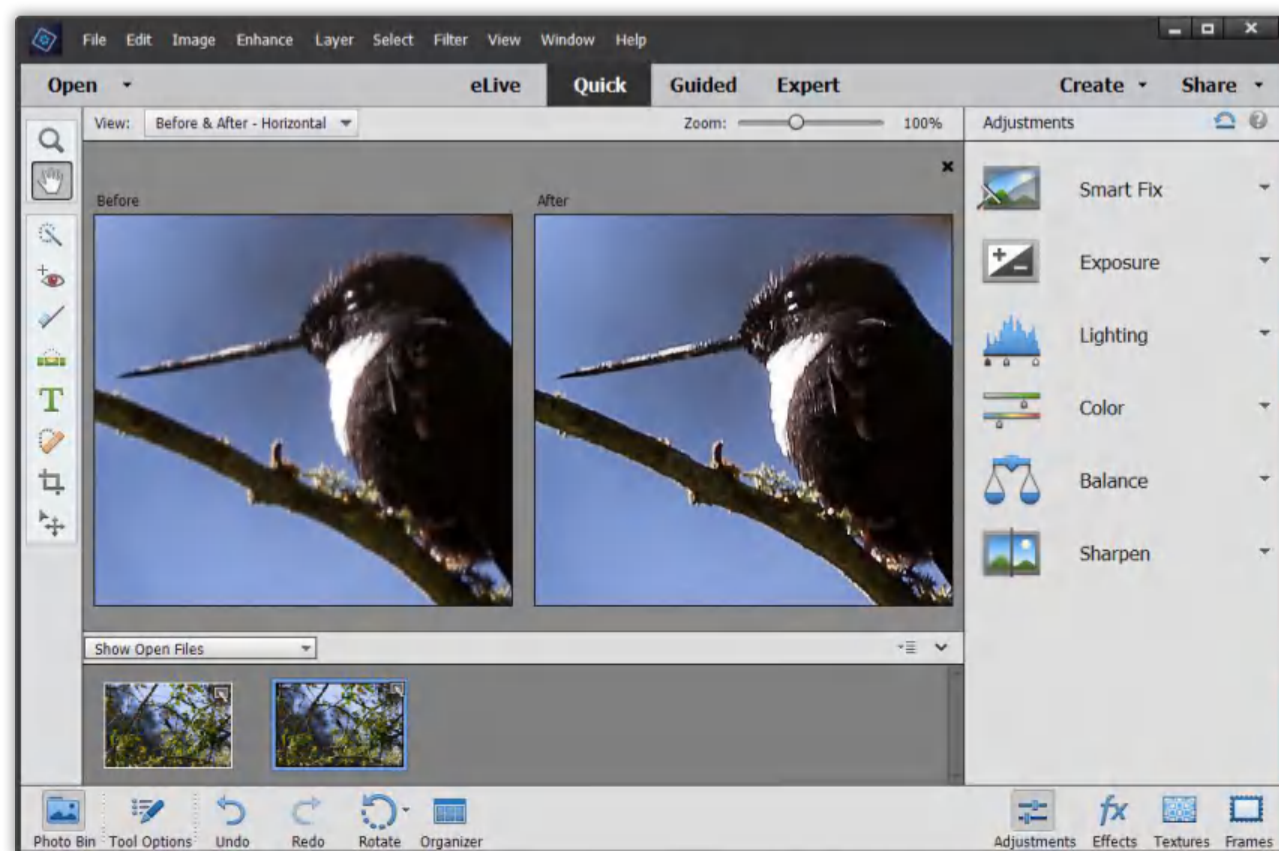 File Edit Image Enhance Layer Select Filter View Window Help
Open eLive Quick Guided Expert Create Share
View: Before & After - Horizontal Zoom: 100% Adjustments
Before After
Smart Fix
Exposure
Lighting
Color
Balance
Sharpen
Show Open Files
Photo Bin Tool Options Undo Redo Rotate Organizer Adjustments Effects Textures Frames